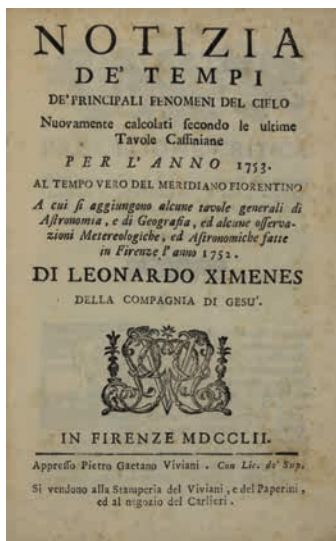 NOTIZIA
DE' TEMPI
DE' PRINCIPALI FENOMENI DEL CIELO
Nuovamente calcolati secondo le ultime
Tavole Cassiniane
PER L'ANNO 1753.
AL TEMPO VERO DEL MERIDIANO FIORENTINO
A cui si aggiungono alcune tavole generali di
Astronomia, e di Geografia, ed alcune osserva-
zioni Metereologiche, ed Astronomiche fatte
in Firenze l'anno 1752.
DI LEONARDO XIMENES
DELLA COMPAGNIA DI GESU'.
IN FIRENZE MDCCLII.
Appresso Pietro Gaetano Viviani. Con Lic. de' Sup.
Si vendono alla Stamperia del Viviani, e del Paperini,
ed al negozio del Carlieri.